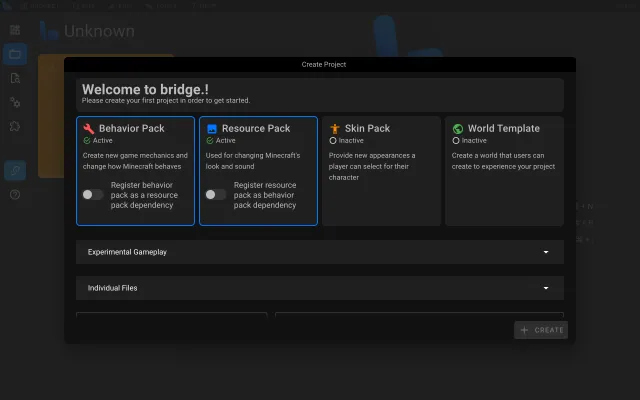 Unknown
Create Project
Welcome to bridge.!
Please create your first project in order to get started.
Behavior Pack
Active
Create new game mechanics and
change how Minecraft behaves
Register behavior
pack as a resource
pack dependency
Resource Pack
Active
Used for changing Minecraft's
look and sound
Register resource
pack as behavior
pack dependency
Skin Pack
Inactive
Provide new appearances a
player can select for their
character
World Template
Inactive
Create a world that users can
create to experience your project
Experimental Gameplay
Individual Files
CREATE